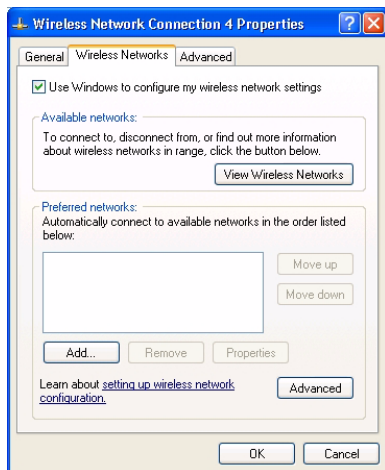 Wireless Network Connection 4 Properties
General Wireless Networks Advanced
Use Windows to configure my wireless network settings
Available networks:
To connect to, disconnect from, or find out more information
about wireless networks in range, click the button below.
View Wireless Networks
Preferred networks:
Automatically connect to available networks in the order listed
below:
Move up
Move down
Add... Remove Properties
Learn about setting up wireless network
configuration.
Advanced
OK Cancel